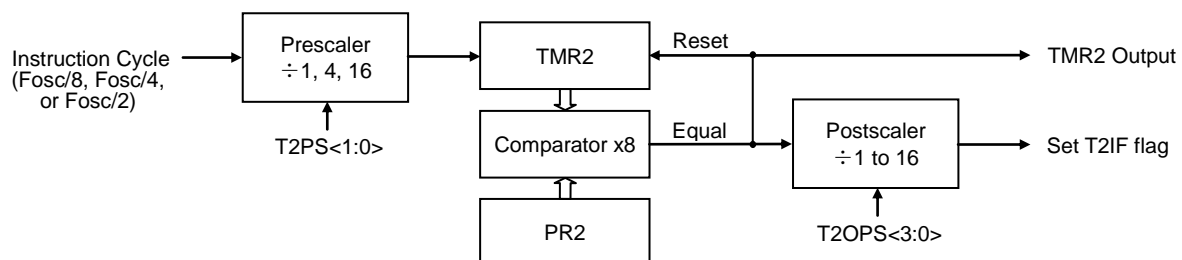 Instruction Cycle
(Fosc/8, Fosc/4,
or Fosc/2)
Prescaler
÷1, 4, 16
T2PS<1:0>
TMR2
Reset
TMR2 Output
Comparator x8
Equal
Postscaler
÷1 to 16
Set T2IF flag
PR2
T2OPS<3:0>